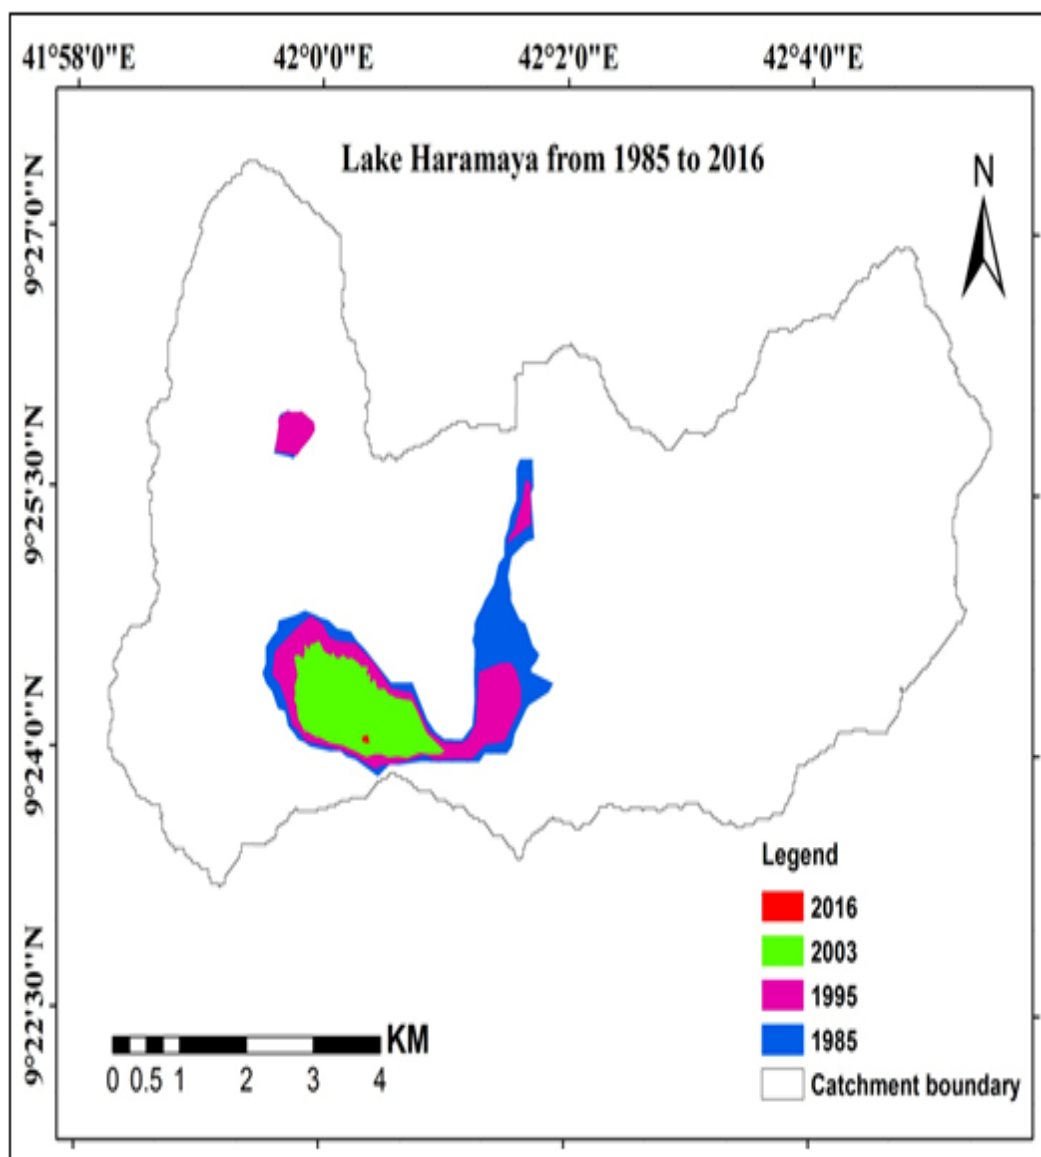 41°58'0"E 42°0'0"E 42°2'0"E 42°4'0"E
Lake Haramaya from 1985 to 2016
N
9°27'0"N
9°25'30"N
9°24'0"N
9°22'30"N
Legend
2016
2003
1995
1985
Catchment boundary
KM
0 0.5 1 2 3 4